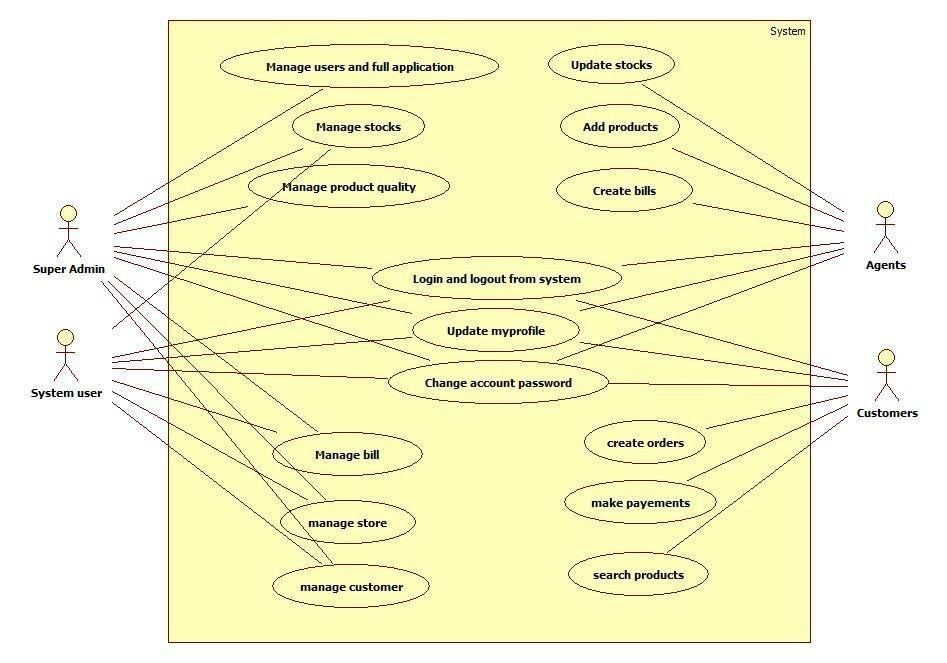 System
Manage users and full application
Update stocks
Manage stocks
Add products
Manage product quality
Create bills
Super Admin
Agents
Login and logout from system
Update myprofile
Change account password
System user
Customers
create orders
Manage bill
make payements
manage store
search products
manage customer